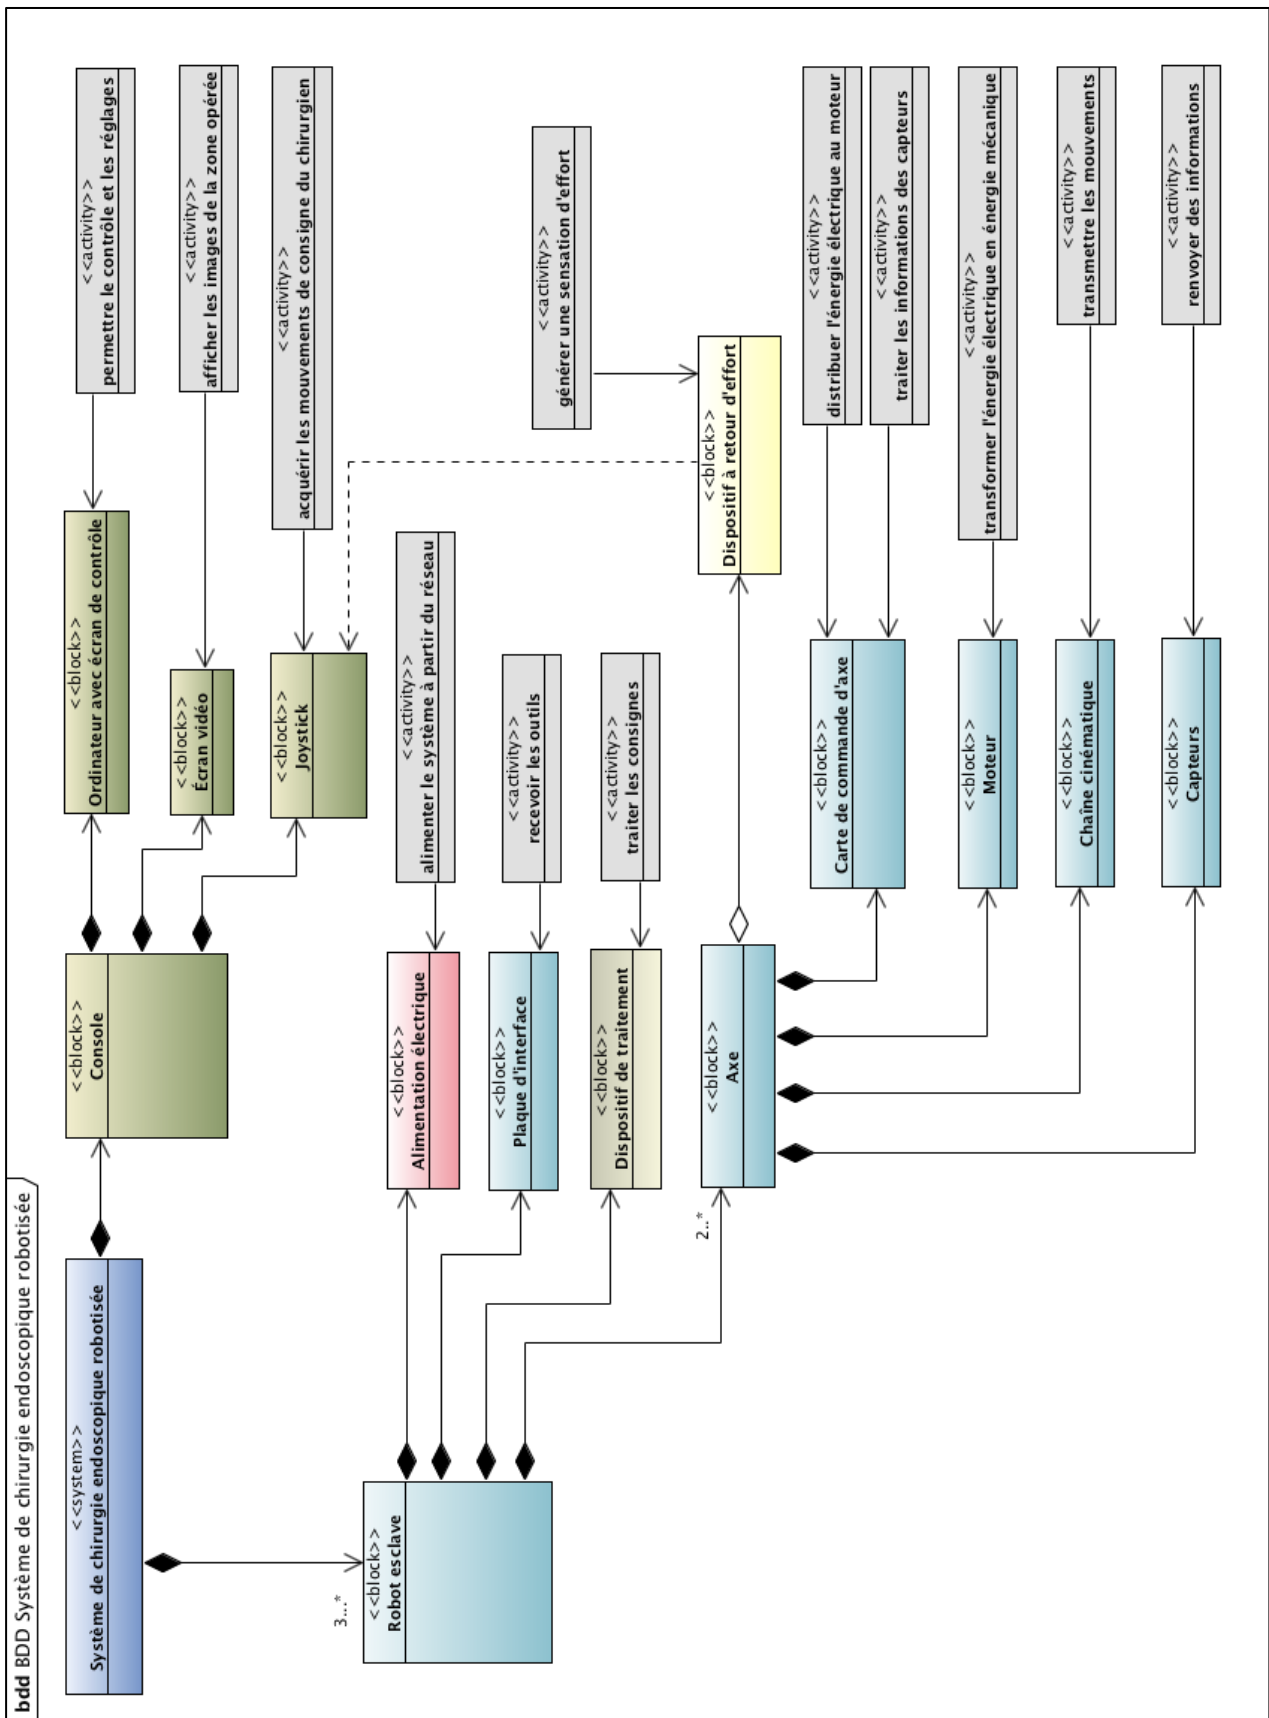 bdd BDD Système de chirurgie endoscopique robotisée
<<system>>
Système de chirurgie endoscopique robotisée
<<block>>
Console
<<block>>
Ordinateur avec écran de contrôle
<<activity>>
permettre le contrôle et les réglages
<<block>>
Écran vidéo
<<activity>>
afficher les images de la zone opérée
<<block>>
Joystick
<<activity>>
acquérir les mouvements de consigne du chirurgien
3...*
<<block>>
Robot esclave
<<block>>
Alimentation électrique
<<activity>>
alimenter le système à partir du réseau
<<block>>
Plaque d'interface
<<activity>>
recevoir les outils
<<block>>
Dispositif de traitement
<<activity>>
traiter les consignes
2..*
<<block>>
Axe
<<block>>
Dispositif à retour d'effort
<<activity>>
générer une sensation d'effort
<<block>>
Carte de commande d'axe
<<activity>>
distribuer l'énergie électrique au moteur
<<activity>>
traiter les informations des capteurs
<<block>>
Moteur
<<activity>>
transformer l'énergie électrique en énergie mécanique
<<block>>
Chaîne cinématique
<<activity>>
transmettre les mouvements
<<block>>
Capteurs
<<activity>>
renvoyer des informations